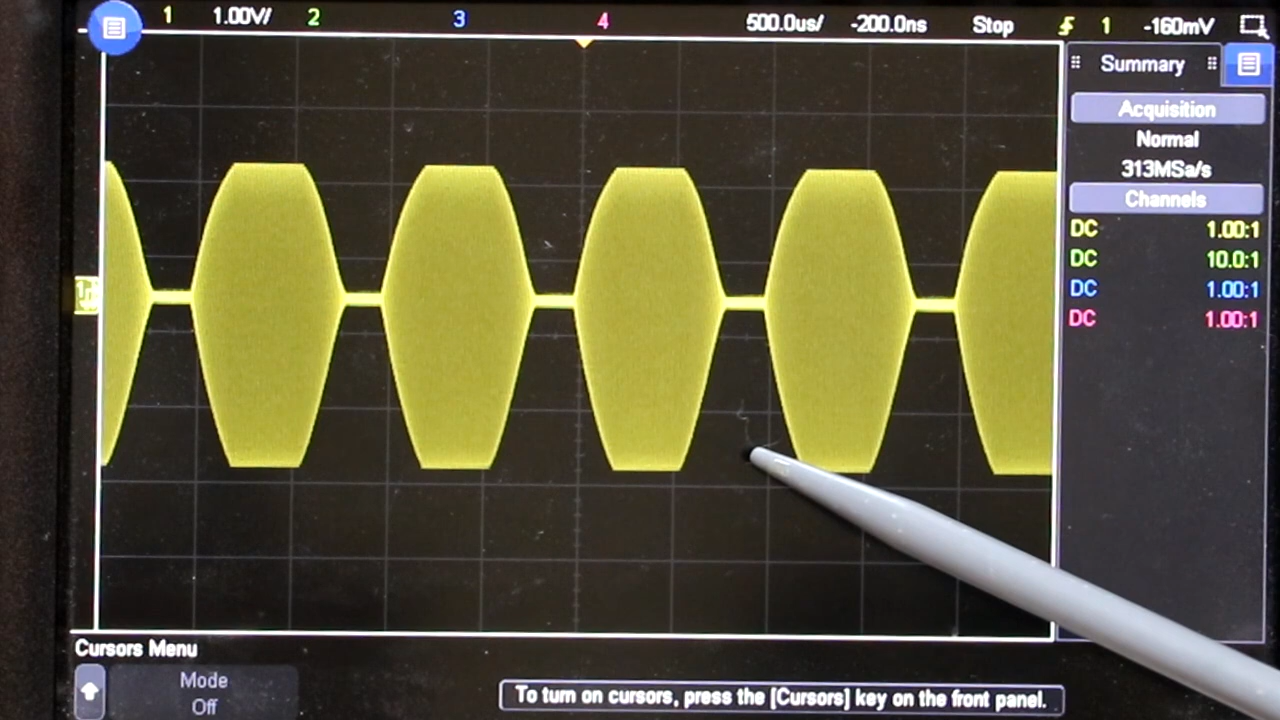 1 1.00V/ 2 3 4 500.0us/ -200.0ns Stop 1 -160mV
Summary
Acquisition
Normal
313MSa/s
Channels
DC 1.00:1
DC 10.0:1
DC 1.00:1
DC 1.00:1
Cursors Menu
Mode
Off
To turn on cursors, press the [Cursors] key on the front panel.